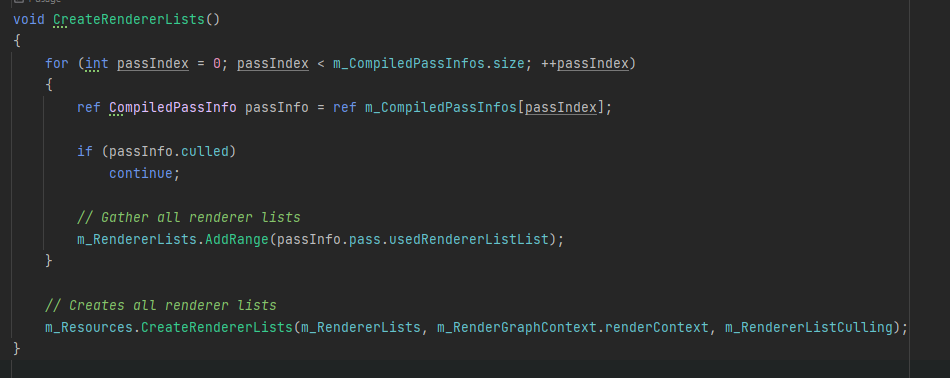 void CreateRendererLists()
{
for (int passIndex = 0; passIndex < m_CompiledPassInfos.size; ++passIndex)
{
ref CompiledPassInfo passInfo = ref m_CompiledPassInfos[passIndex];
if (passInfo.culled)
continue;
// Gather all renderer lists
m_RendererLists.AddRange(passInfo.pass.usedRendererListList);
}
// Creates all renderer lists
m_Resources.CreateRendererLists(m_RendererLists, m_RenderGraphContext.renderContext, m_RendererListCulling);
}